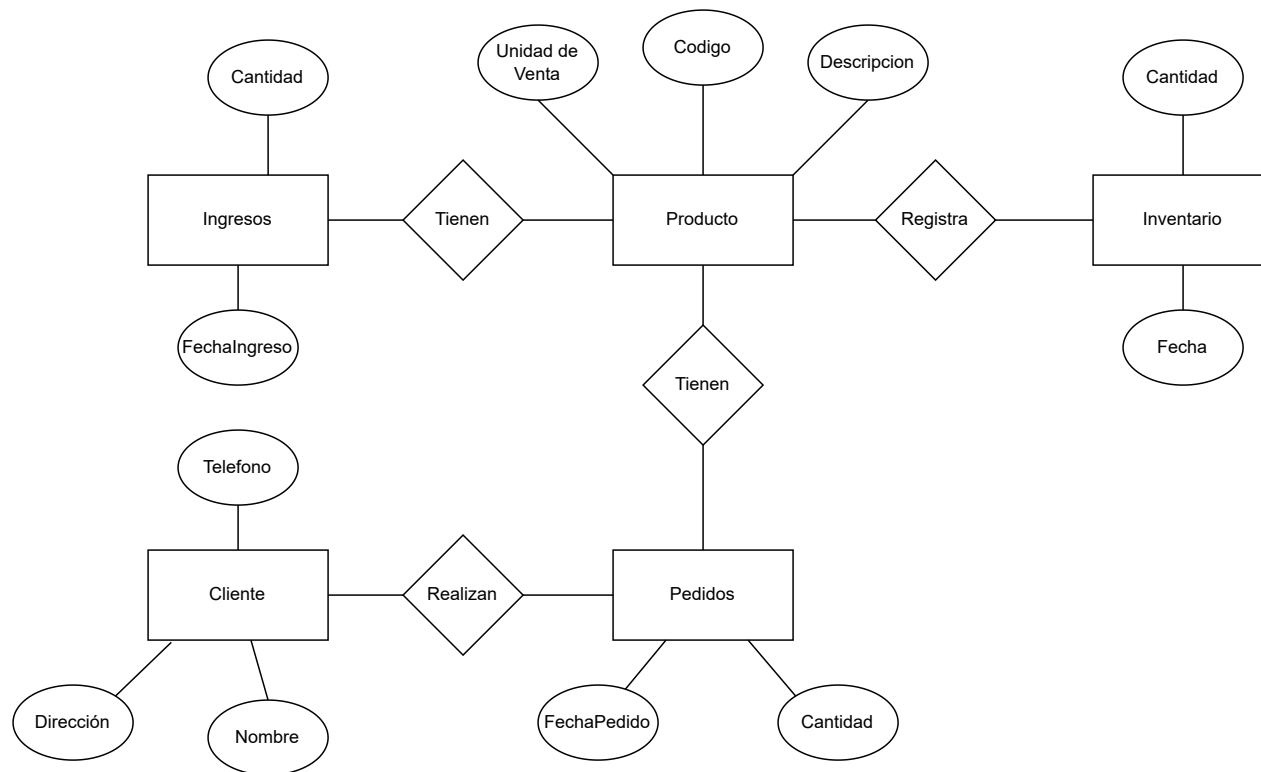 Cantidad
Unidad de
Venta
Codigo
Descripcion
Cantidad
Ingresos
Tienen
Producto
Registra
Inventario
FechaIngreso
Fecha
Tienen
Telefono
Cliente
Realizan
Pedidos
Dirección
Nombre
FechaPedido
Cantidad